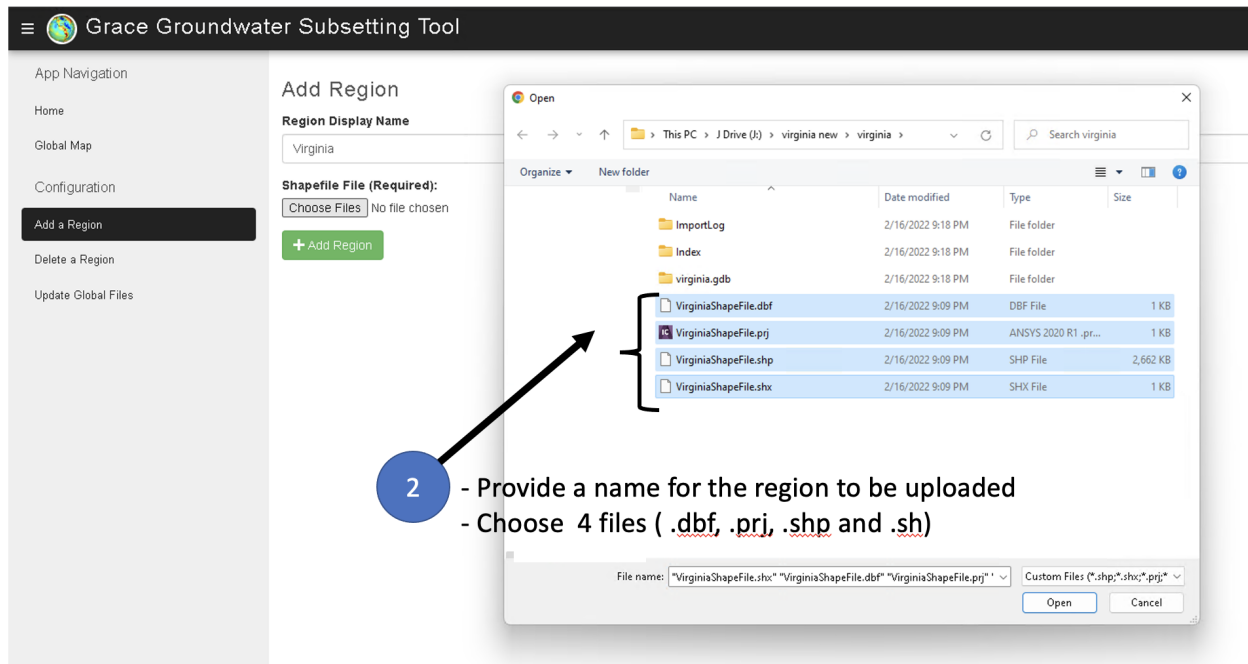 Grace Groundwater Subsetting Tool
App Navigation
Home
Global Map
Configuration
Add a Region
Delete a Region
Update Global Files
Add Region
Region Display Name
Virginia
Shapefile File (Required):
Choose Files No file chosen
+ Add Region
Open
This PC > J Drive (J:) > virginia new > virginia >
Search virginia
Organize New folder
Name Date modified Type Size
ImportLog 2/16/2022 9:18 PM File folder
Index 2/16/2022 9:18 PM File folder
virginia.gdb 2/16/2022 9:18 PM File folder
VirginiaShapeFile.dbf 2/16/2022 9:09 PM DBF File 1 KB
VirginiaShapeFile.prj 2/16/2022 9:09 PM ANSYS 2020 R1 .pr... 1 KB
VirginiaShapeFile.shp 2/16/2022 9:09 PM SHP File 2,662 KB
VirginiaShapeFile.shx 2/16/2022 9:09 PM SHX File 1 KB
2
- Provide a name for the region to be uploaded
- Choose 4 files ( .dbf, .prj, .shp and .sh)
File name: "VirginiaShapeFile.shx" "VirginiaShapeFile.dbf" "VirginiaShapeFile.prj" ' Custom Files (*.shp;*.shx;*.prj;*
Open Cancel